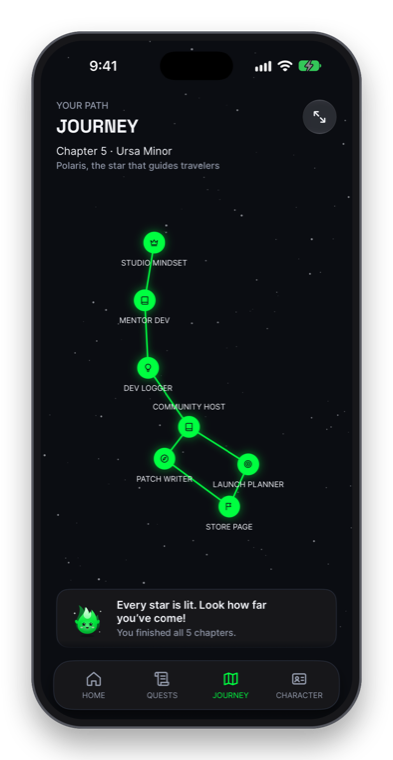 9:41
YOUR PATH
JOURNEY
Chapter 5 · Ursa Minor
Polaris, the star that guides travelers
STUDIO MINDSET
MENTOR DEV
DEV LOGGER
COMMUNITY HOST
PATCH WRITER
LAUNCH PLANNER
STORE PAGE
Every star is lit. Look how far
you’ve come!
You finished all 5 chapters.
HOME
QUESTS
JOURNEY
CHARACTER